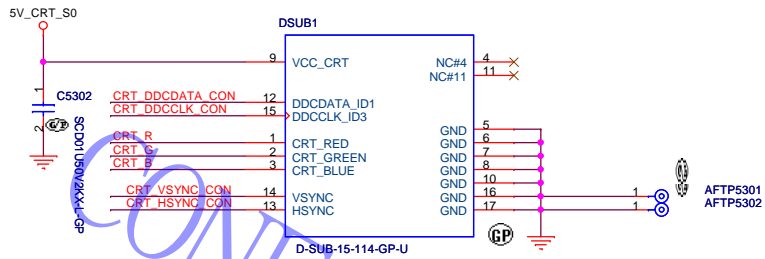 5V_CRT_S0
DSUB1
9 VCC_CRT
NC#4 4
NC#11 11
1
C5302
2
GP
SCD01U50V2KX-L-GP
CRT_DDCDATA_CON 12 DDCDATA_ID1
CRT_DDCCLK_CON 15 DDCCLK_ID3
CRT_R 1 CRT_RED
CRT_G 2 CRT_GREEN
CRT_B 3 CRT_BLUE
CRT_VSYNC_CON 14 VSYNC
CRT_HSYNC_CON 13 HSYNC
GND 5
GND 6
GND 7
GND 8
GND 10
GND 16
GND 17
1 AFTP5301
1 AFTP5302
GP
D-SUB-15-114-GP-U
CON